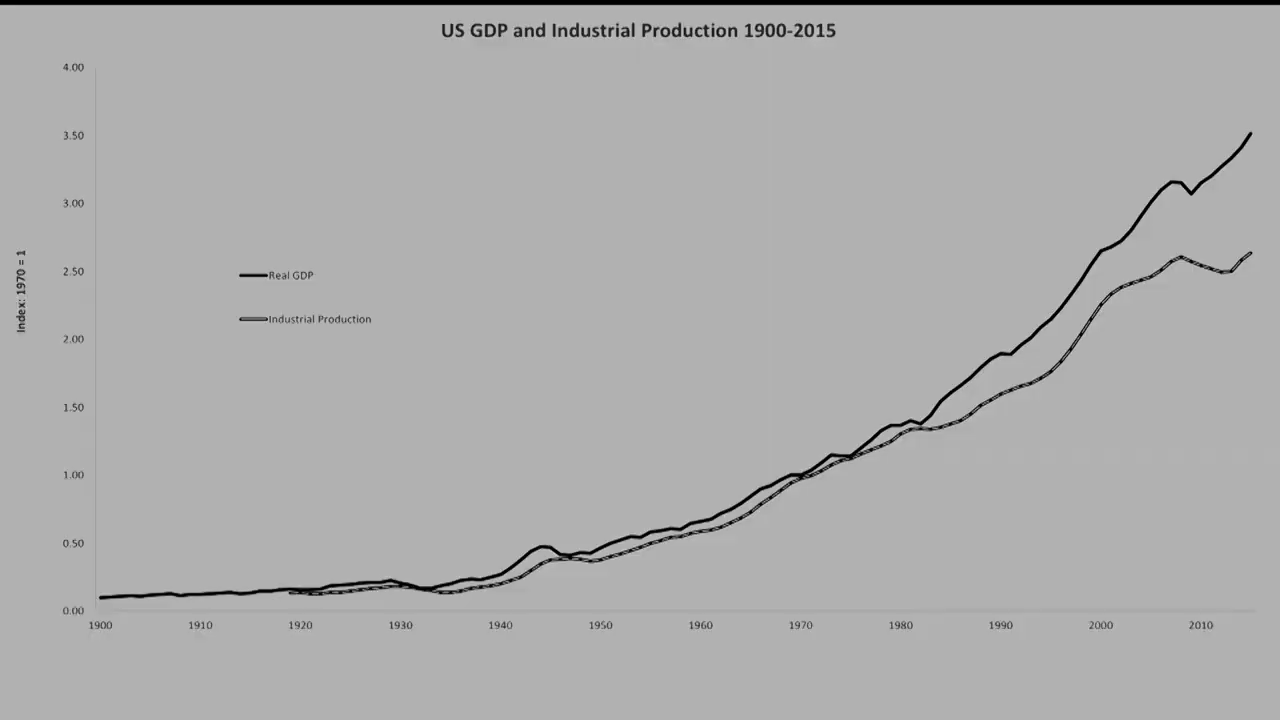 US GDP and Industrial Production 1900-2015
4.00
3.50
3.00
2.50
2.00
1.50
1.00
0.50
0.00
Index: 1970 = 1
Real GDP
Industrial Production
1900 1910 1920 1930 1940 1950 1960 1970 1980 1990 2000 2010